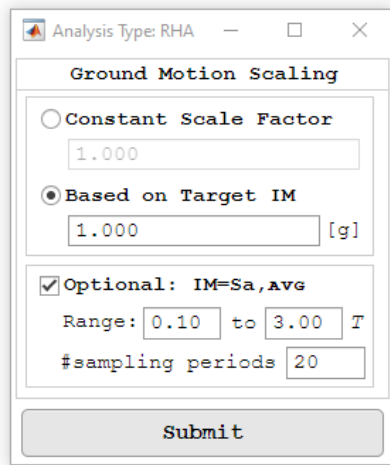 Analysis Type: RHA
Ground Motion Scaling
Constant Scale Factor
1.000
Based on Target IM
1.000 [g]
Optional: IM=Sa,AVG
Range: 0.10 to 3.00 T
#sampling periods 20
Submit